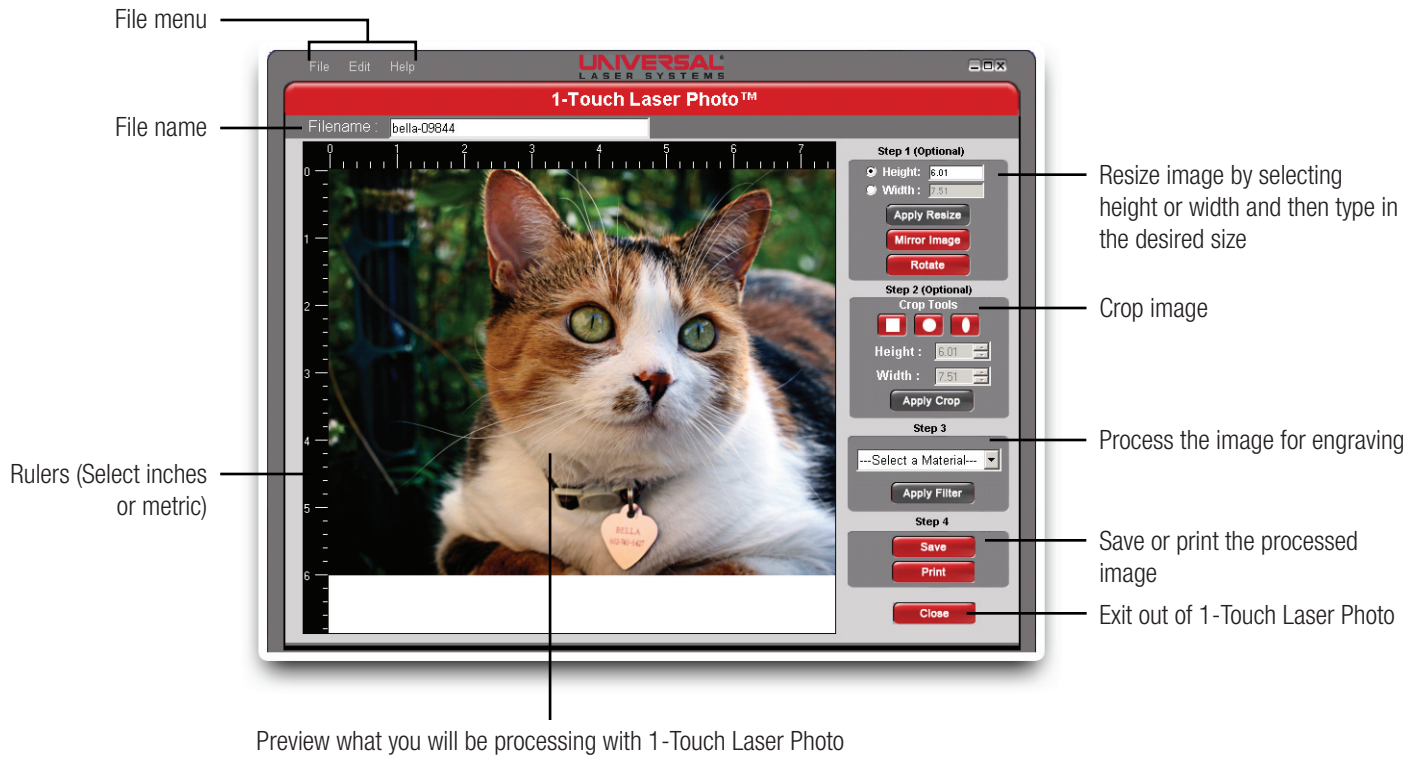 File menu
File Edit Help
UNIVERSAL
LASER SYSTEMS
1-Touch Laser Photo™
File name
Filename :
bella-09844
0 1 2 3 4 5 6 7
0
1
2
3
4
5
6
BELLA
Step 1 (Optional)
Height: 6.01
Width : 7.51
Apply Resize
Mirror Image
Rotate
Resize image by selecting
height or width and then type in
the desired size
Step 2 (Optional)
Crop Tools
Height : 6.01
Width : 7.51
Apply Crop
Crop image
Step 3
---Select a Material---
Apply Filter
Process the image for engraving
Step 4
Save
Print
Save or print the processed
image
Close
Exit out of 1-Touch Laser Photo
Rulers (Select inches
or metric)
Preview what you will be processing with 1-Touch Laser Photo